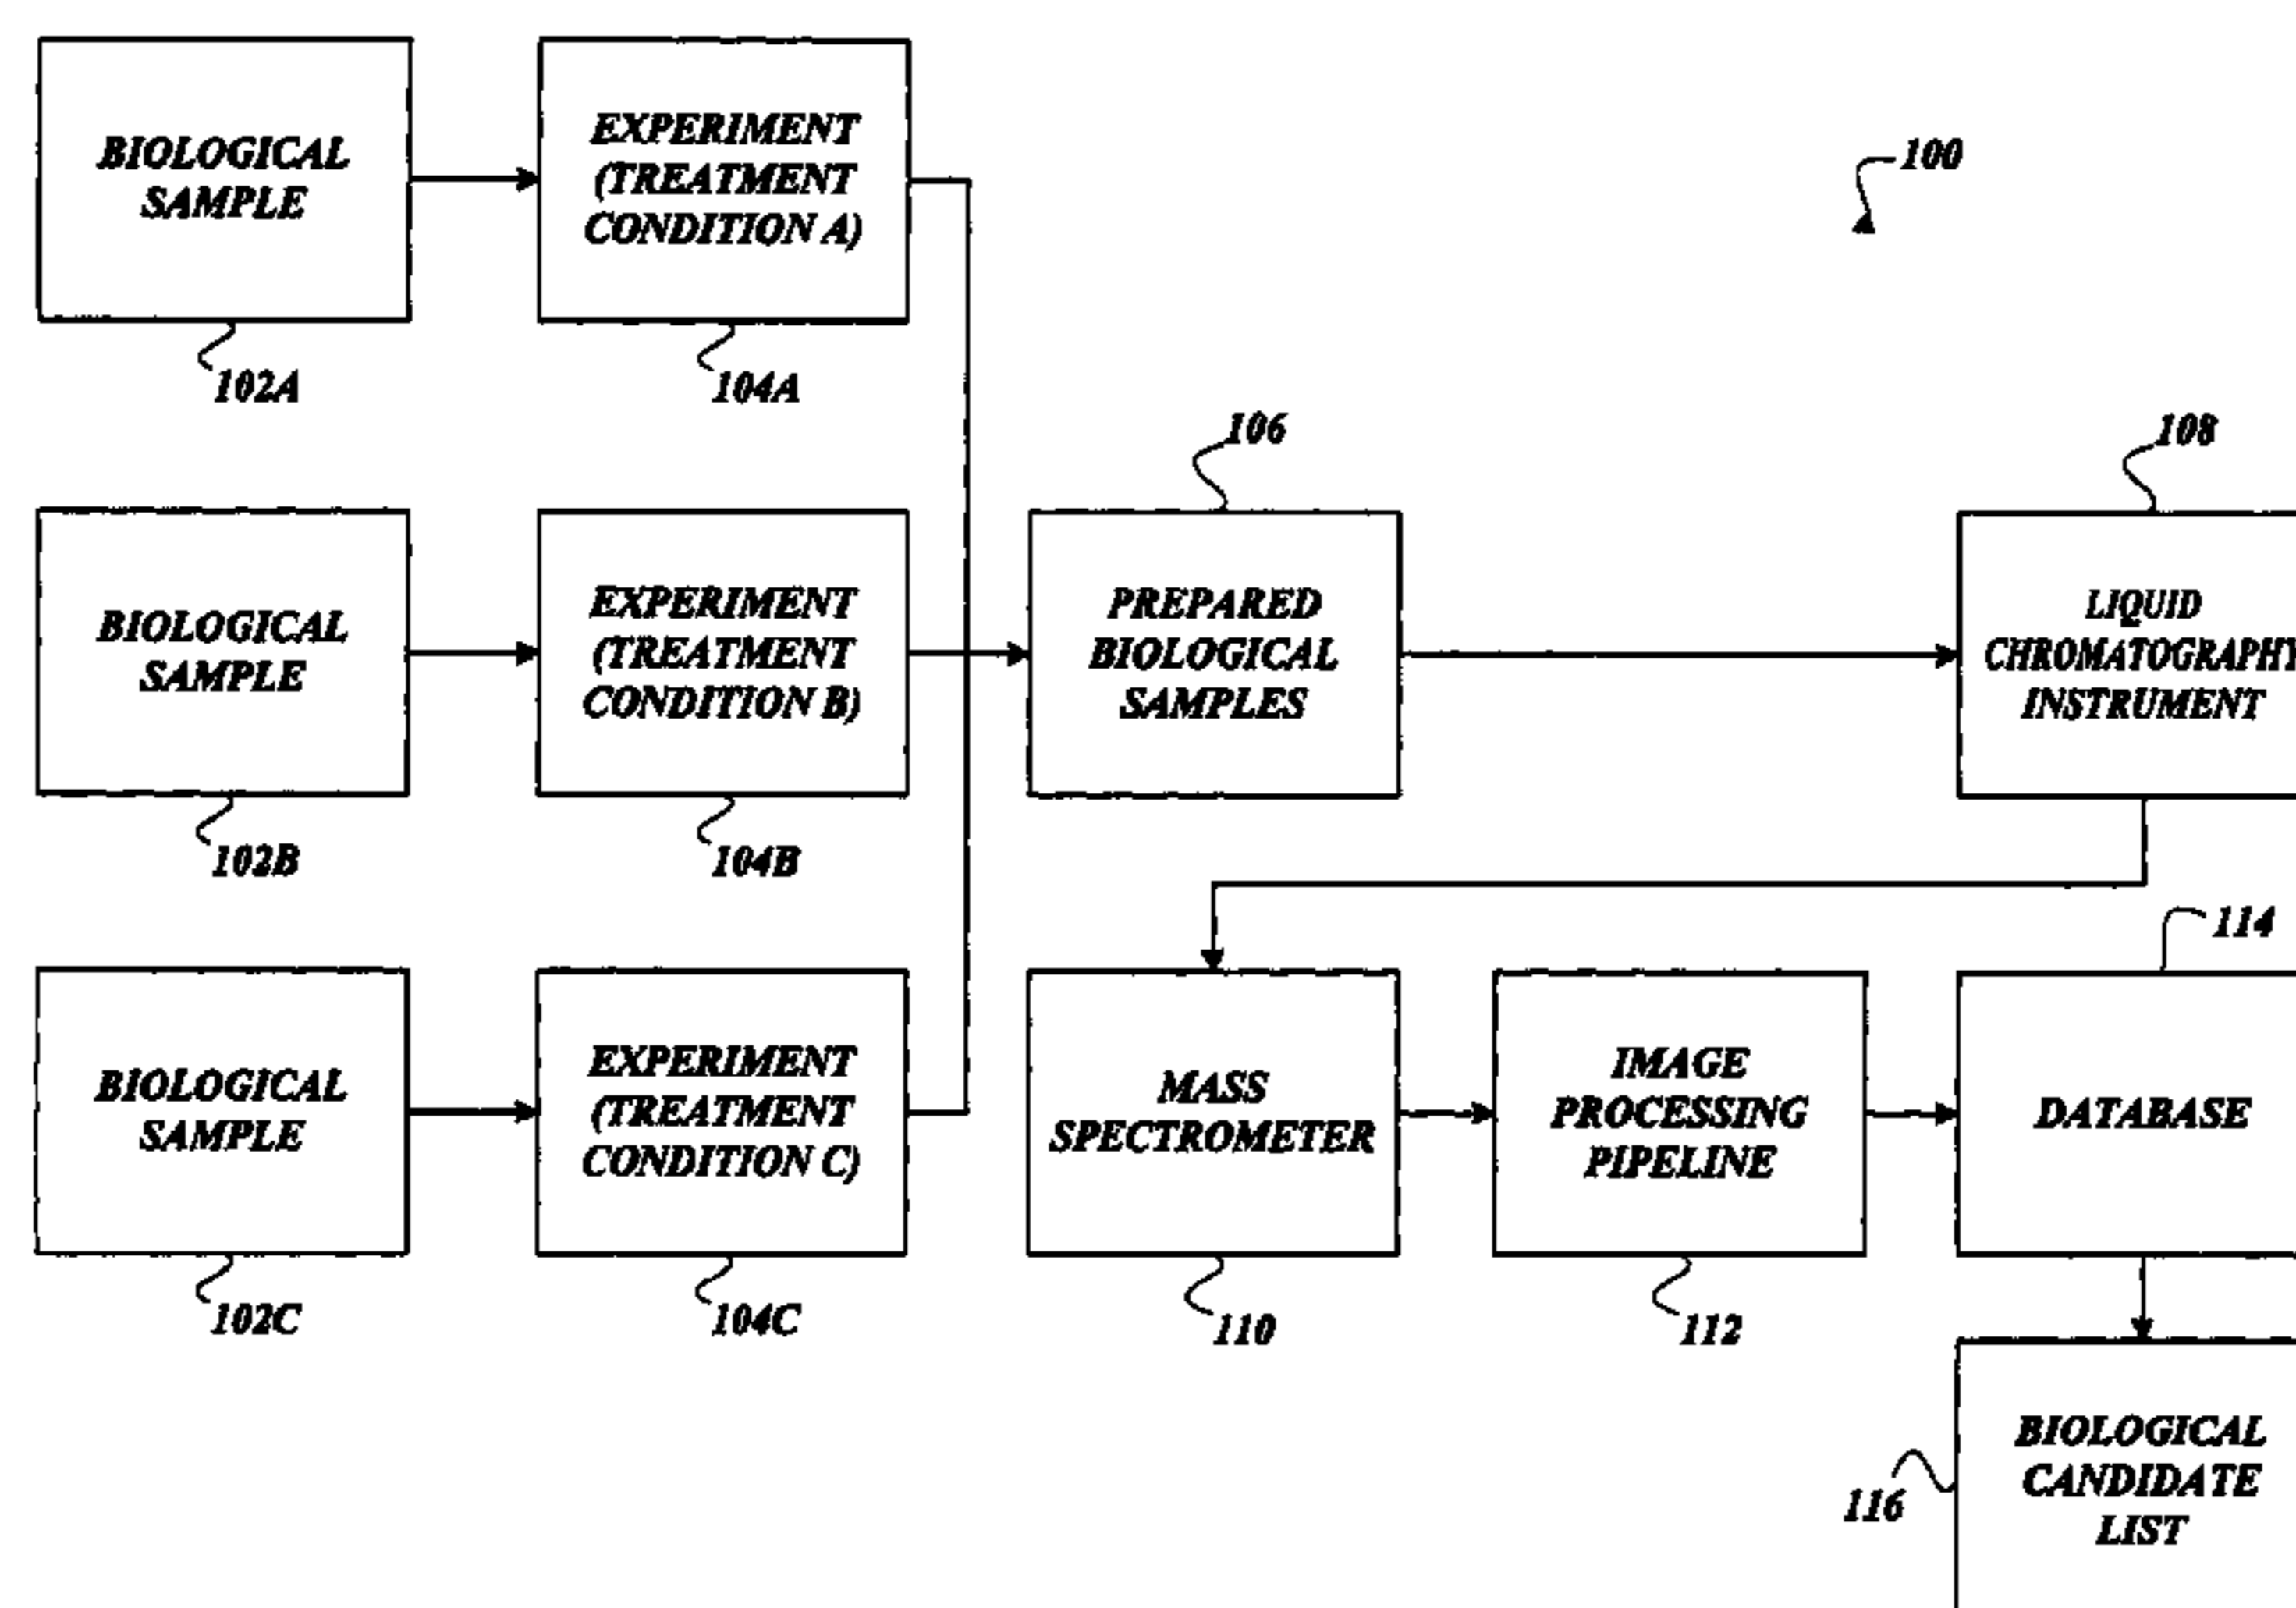 BIOLOGICAL
SAMPLE
102A
EXPERIMENT
(TREATMENT
CONDITION A)
104A
100
BIOLOGICAL
SAMPLE
102B
EXPERIMENT
(TREATMENT
CONDITION B)
104B
106
PREPARED
BIOLOGICAL
SAMPLES
108
LIQUID
CHROMATOGRAPHY
INSTRUMENT
BIOLOGICAL
SAMPLE
102C
EXPERIMENT
(TREATMENT
CONDITION C)
104C
MASS
SPECTROMETER
110
IMAGE
PROCESSING
PIPELINE
112
114
DATABASE
116
BIOLOGICAL
CANDIDATE
LIST